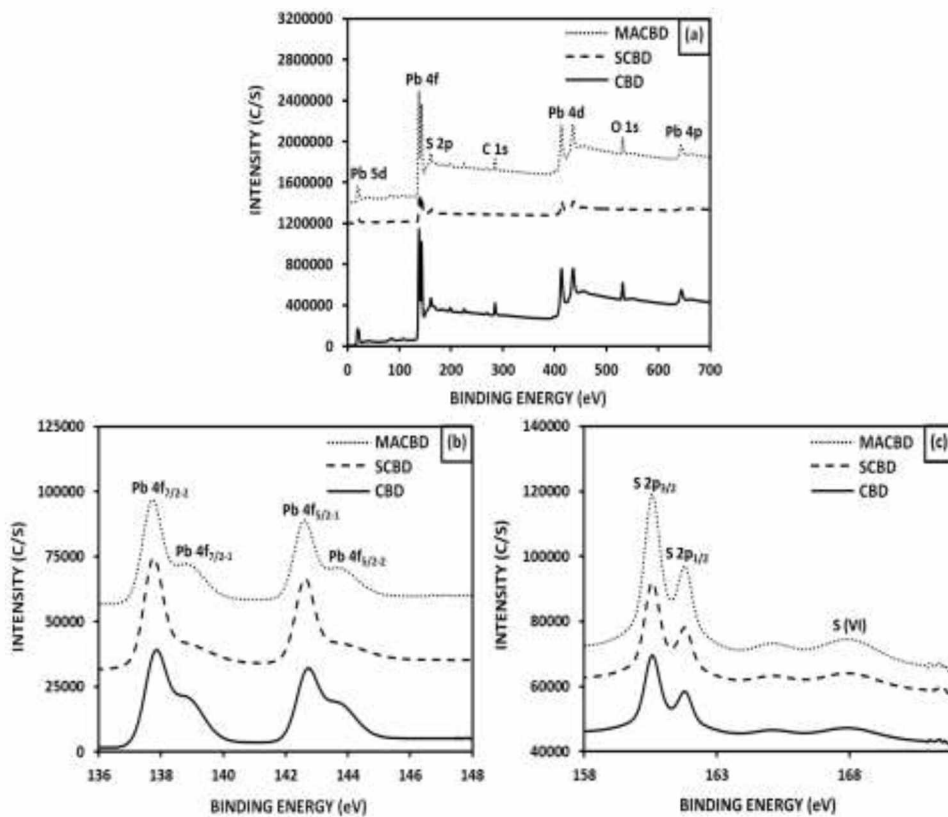 (a)
MACBD
SCBD
CBD
INTENSITY (C/S)
3200000
2800000
2400000
2000000
1600000
1200000
800000
400000
0
Pb 5d
Pb 4f
S 2p
C 1s
Pb 4d
O 1s
Pb 4p
0 100 200 300 400 500 600 700
BINDING ENERGY (eV)
(b)
MACBD
SCBD
CBD
INTENSITY (C/S)
125000
100000
75000
50000
25000
0
Pb 4f7/2-2
Pb 4f7/2-1
Pb 4f5/2-1
Pb 4f5/2-2
136 138 140 142 144 146 148
BINDING ENERGY (eV)
(c)
MACBD
SCBD
CBD
INTENSITY (C/S)
140000
120000
100000
80000
60000
40000
S 2p3/2
S 2p1/2
S (VI)
158 163 168
BINDING ENERGY (eV)